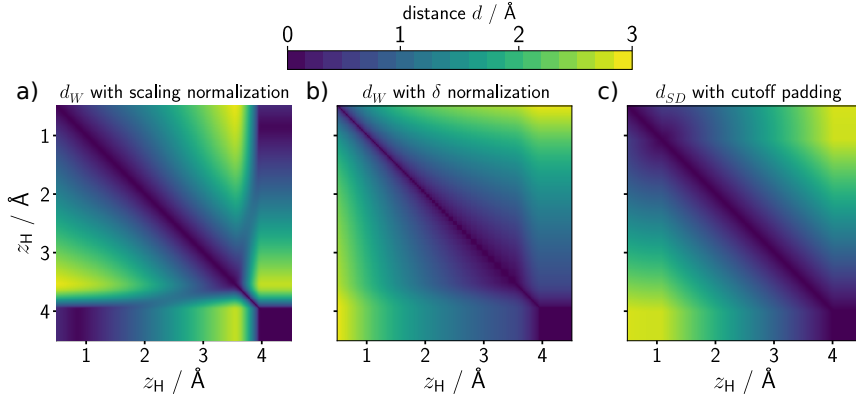 distance d / Å
0 1 2 3
a) d_W with scaling normalization
b) d_W with δ normalization
c) d_SD with cutoff padding
z_H / Å
1
2
3
4
1 2 3 4
z_H / Å
1 2 3 4
z_H / Å
1 2 3 4
z_H / Å